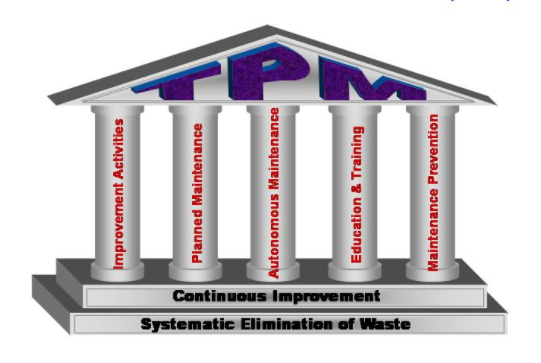 TPM
Improvement Activities
Planned Maintenance
Autonomous Maintenance
Education & Training
Maintenance Prevention
Continuous Improvement
Systematic Elimination of Waste